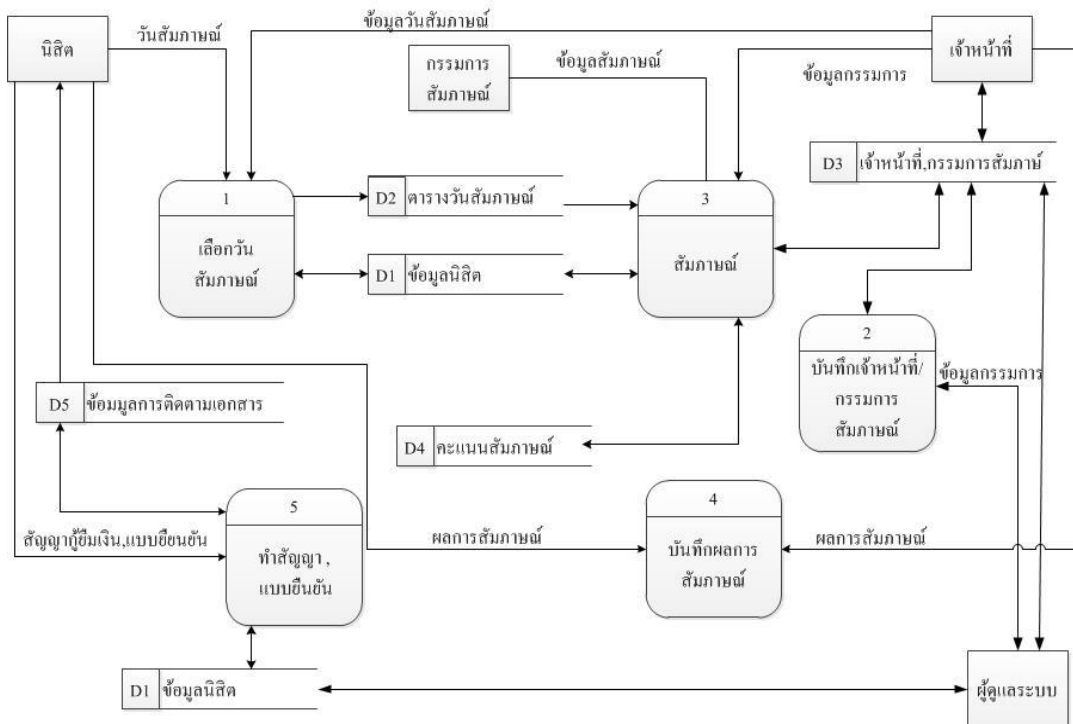 นิสิต
วันสัมภาษณ์
ข้อมูลวันสัมภาษณ์
เจ้าหน้าที่
กรรมการ
สัมภาษณ์
ข้อมูลสัมภาษณ์
ข้อมูลกรรมการ
D3 เจ้าหน้าที่,กรรมการสัมภาษ์
1
เลือกวัน
สัมภาษณ์
D2 ตารางวันสัมภาษณ์
D1 ข้อมูลนิสิต
3
สัมภาษณ์
2
บันทึกเจ้าหน้าที่/
กรรมการ
สัมภาษณ์
ข้อมูลกรรมการ
D5 ข้อมมูลการติดตามเอกสาร
D4 คะแนนสัมภาษณ์
สัญญากู้ยืมเงิน,แบบยืยนยัน
5
ทำสัญญา ,
แบบยืนยัน
ผลการสัมภาษณ์
4
บันทึกผลการ
สัมภาษณ์
ผลการสัมภาษณ์
D1 ข้อมูลนิสิต
ผู้ดูแลระบบ